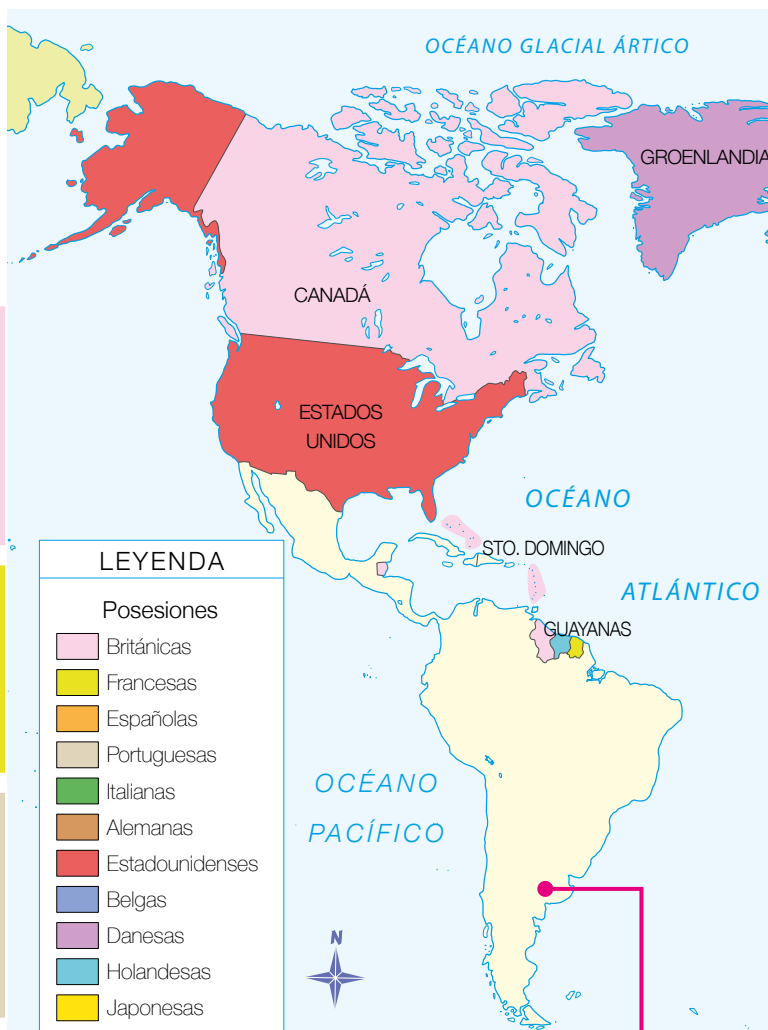 OCÉANO GLACIAL ÁRTICO
GROENLANDIA
CANADÁ
ESTADOS
UNIDOS
OCÉANO
STO. DOMINGO
ATLÁNTICO
GUAYANAS
OCÉANO
PACÍFICO
N
LEYENDA
Posesiones
Británicas
Francesas
Españolas
Portuguesas
Italianas
Alemanas
Estadounidenses
Belgas
Danesas
Holandesas
Japonesas